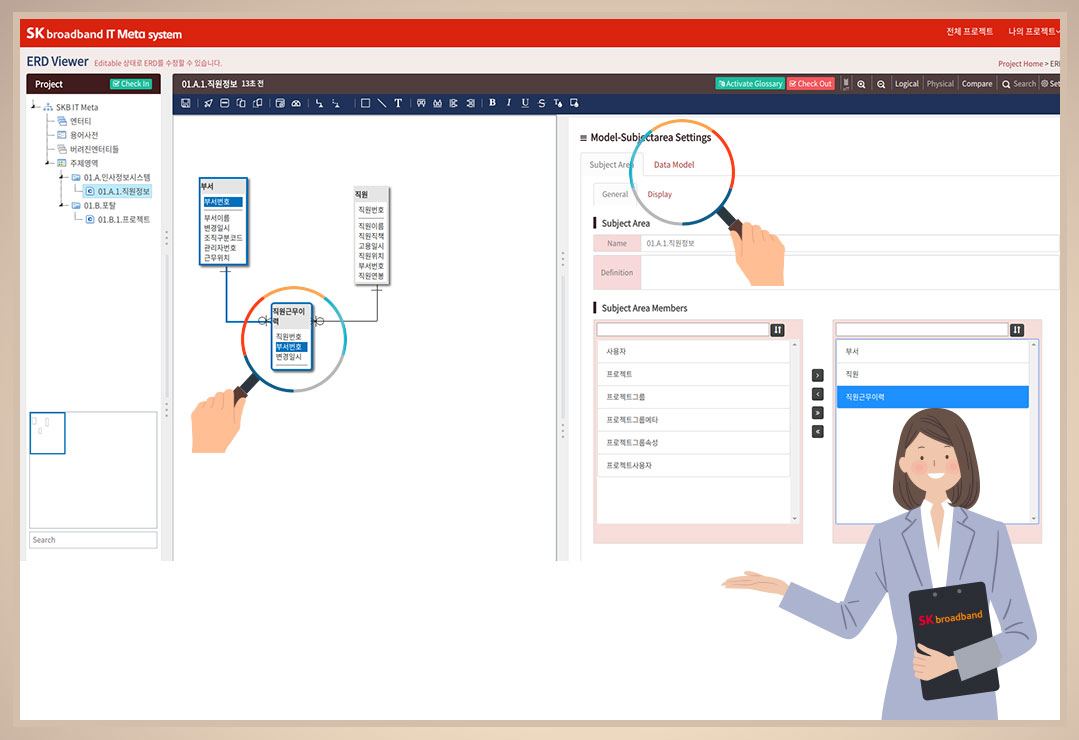 SK broadband IT Meta system
전체 프로젝트
나의 프로젝트
ERD Viewer
Editable 상태로 ERD를 수정할 수 있습니다.
Project Home > ER
Project
Check In
01.A.1.직원정보 13초 전
Activate Glossary
Check Out
Logical
Physical
Compare
Search
Set
T
B
I
U
S
SKB IT Meta
엔터티
용어사전
버려진엔터티들
주제영역
01.A.인사정보시스템
01.A.1.직원정보
01.B.포탈
01.B.1.프로젝트
Search
부서
부서번호
부서이름
변경일시
조직구분코드
관리자번호
근무위치
직원
직원번호
직원이름
직원직책
고용일시
직원위치
부서번호
직원연봉
직원근무이
력
직원번호
부서번호
변경일시
Model-Subjectarea Settings
Subject Area
Data Model
General
Display
Subject Area
Name
01.A.1.직원정보
Definition
Subject Area Members
사용자
프로젝트
프로젝트그룹
프로젝트그룹메타
프로젝트그룹속성
프로젝트사용자
부서
직원
직원근무이력
SK broadband